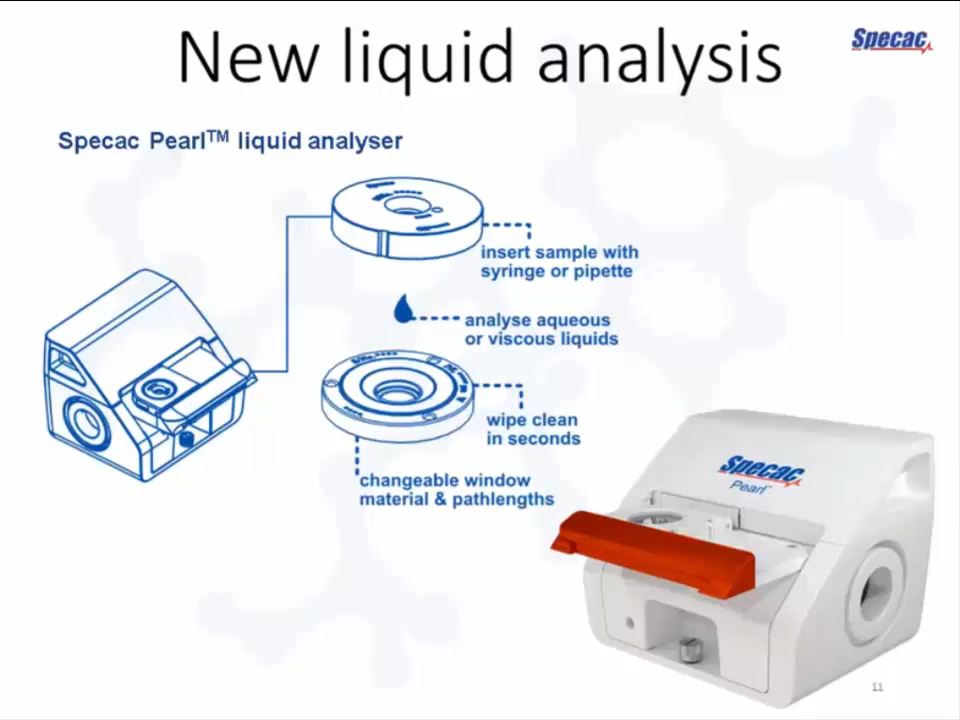 New liquid analysis
Specac
Specac Pearl™ liquid analyser
insert sample with
syringe or pipette
analyse aqueous
or viscous liquids
wipe clean
in seconds
changeable window
material & pathlengths
Specac
Pearl™
11